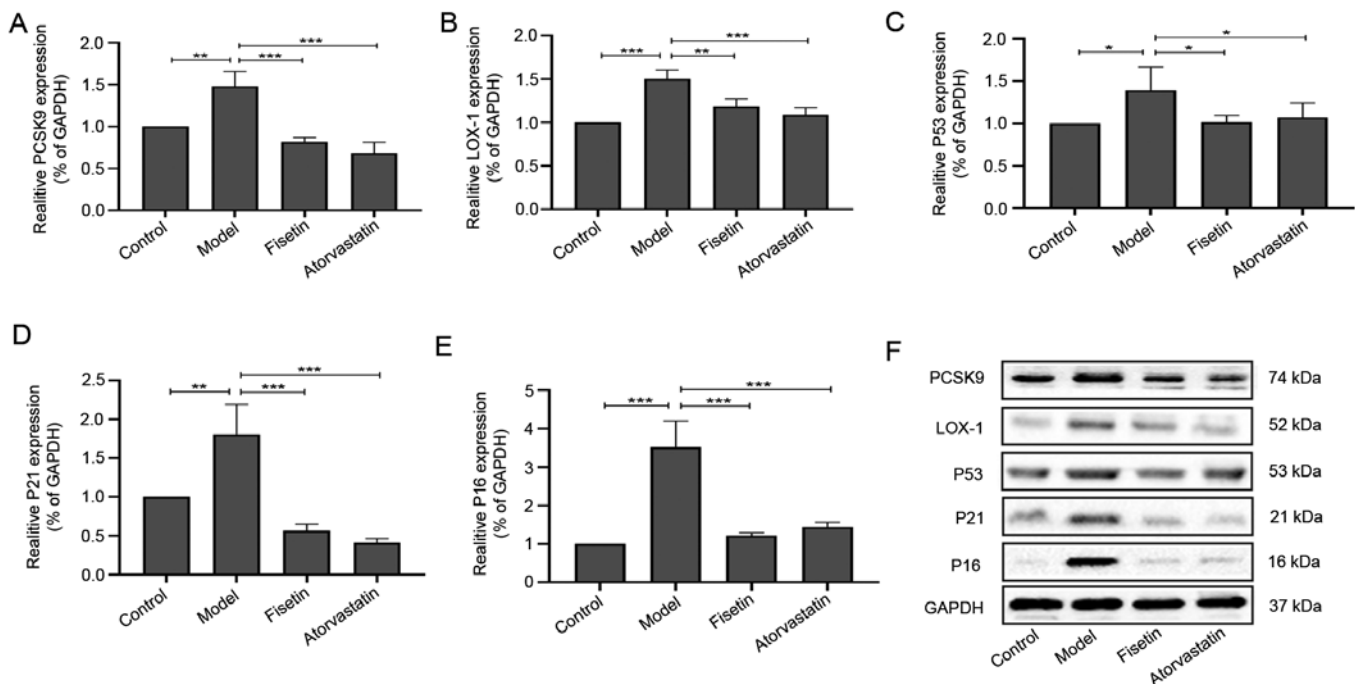 A
Realitive PCSK9 expression
(% of GAPDH)
2.0
1.5
1.0
0.5
0.0
**
***
***
Control
Model
Fisetin
Atorvastatin
B
Realitive LOX-1 expression
(% of GAPDH)
2.0
1.5
1.0
0.5
0.0
***
**
***
Control
Model
Fisetin
Atorvastatin
C
Realitive P53 expression
(% of GAPDH)
2.0
1.5
1.0
0.5
0.0
*
*
*
Control
Model
Fisetin
Atorvastatin
D
Realitive P21 expression
(% of GAPDH)
2.5
2.0
1.5
1.0
0.5
0.0
**
***
***
Control
Model
Fisetin
Atorvastatin
E
Realitive P16 expression
(% of GAPDH)
5
4
3
2
1
0
***
***
***
Control
Model
Fisetin
Atorvastatin
F
PCSK9 74 kDa
LOX-1 52 kDa
P53 53 kDa
P21 21 kDa
P16 16 kDa
GAPDH 37 kDa
Control
Model
Fisetin
Atorvastatin